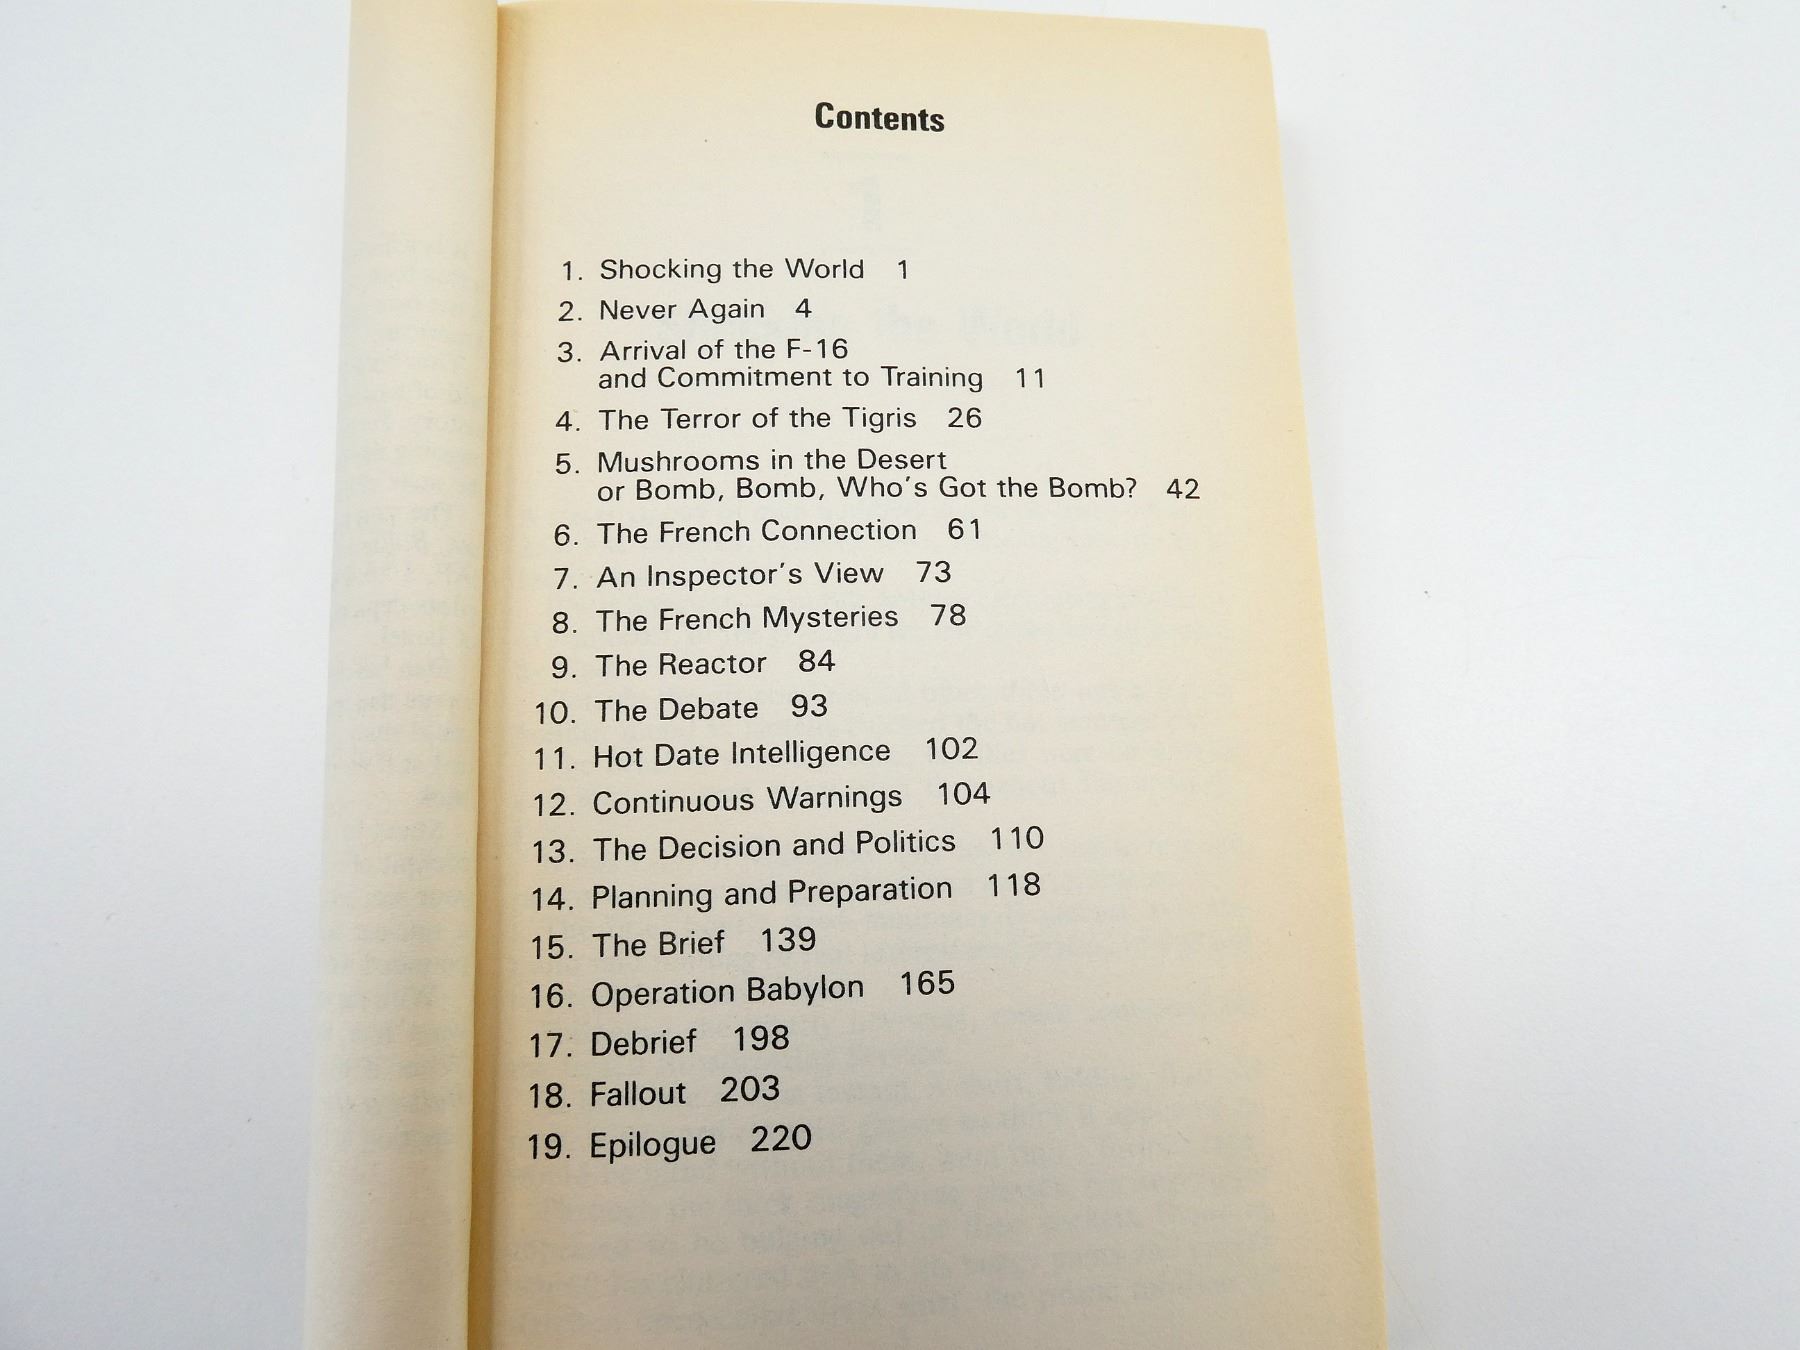 Contents
1. Shocking the World 1
2. Never Again 4
3. Arrival of the F-16
and Commitment to Training 11
4. The Terror of the Tigris 26
5. Mushrooms in the Desert
or Bomb, Bomb, Who's Got the Bomb? 42
6. The French Connection 61
7. An Inspector's View 73
8. The French Mysteries 78
9. The Reactor 84
10. The Debate 93
11. Hot Date Intelligence 102
12. Continuous Warnings 104
13. The Decision and Politics 110
14. Planning and Preparation 118
15. The Brief 139
16. Operation Babylon 165
17. Debrief 198
18. Fallout 203
19. Epilogue 220